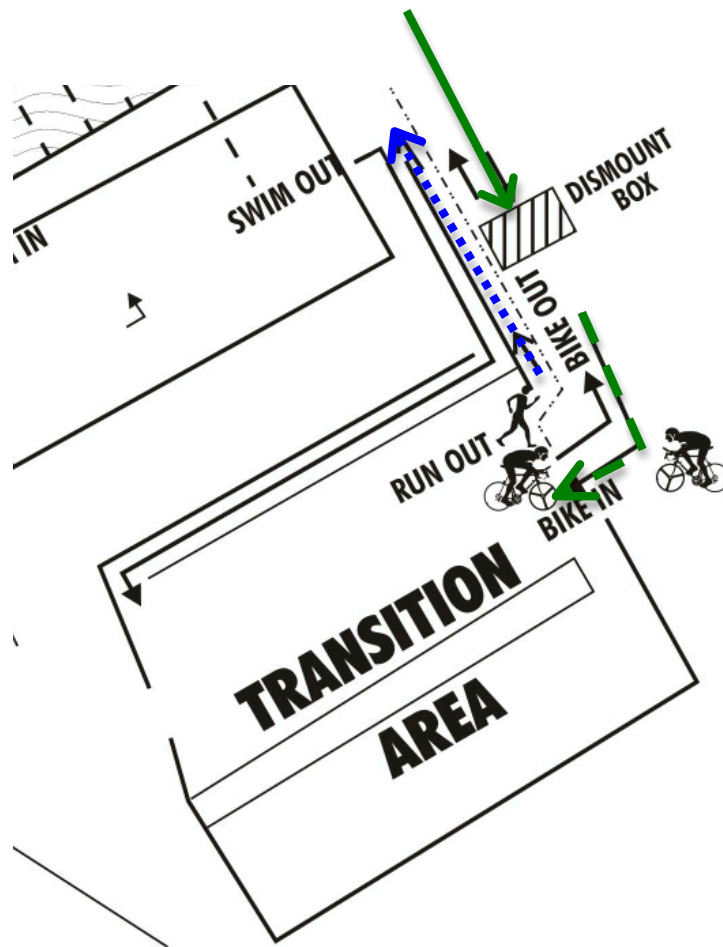 SWIM OUT
IN
DISMOUNT
BOX
BIKE OUT
RUN OUT
BIKE IN
TRANSITION
AREA